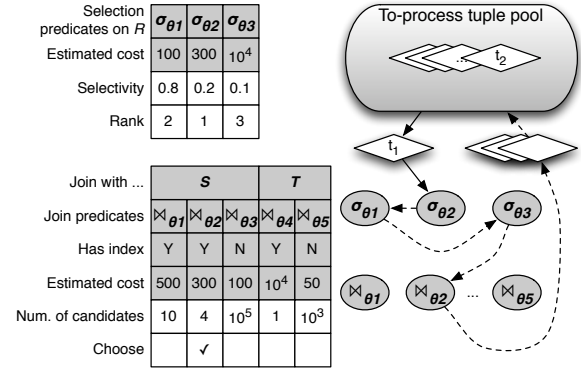 Selection predicates on R σθ1 σθ2 σθ3
Estimated cost 100 300 10⁴
Selectivity 0.8 0.2 0.1
Rank 2 1 3
To-process tuple pool
... t₂
t₁
Join with ... S T
Join predicates ⋈θ1 ⋈θ2 ⋈θ3 ⋈θ4 ⋈θ5
Has index Y Y N Y N
Estimated cost 500 300 100 10⁴ 50
Num. of candidates 10 4 10⁵ 1 10³
Choose ✓
σθ1 σθ2 σθ3
⋈θ1 ⋈θ2 ... ⋈θ5